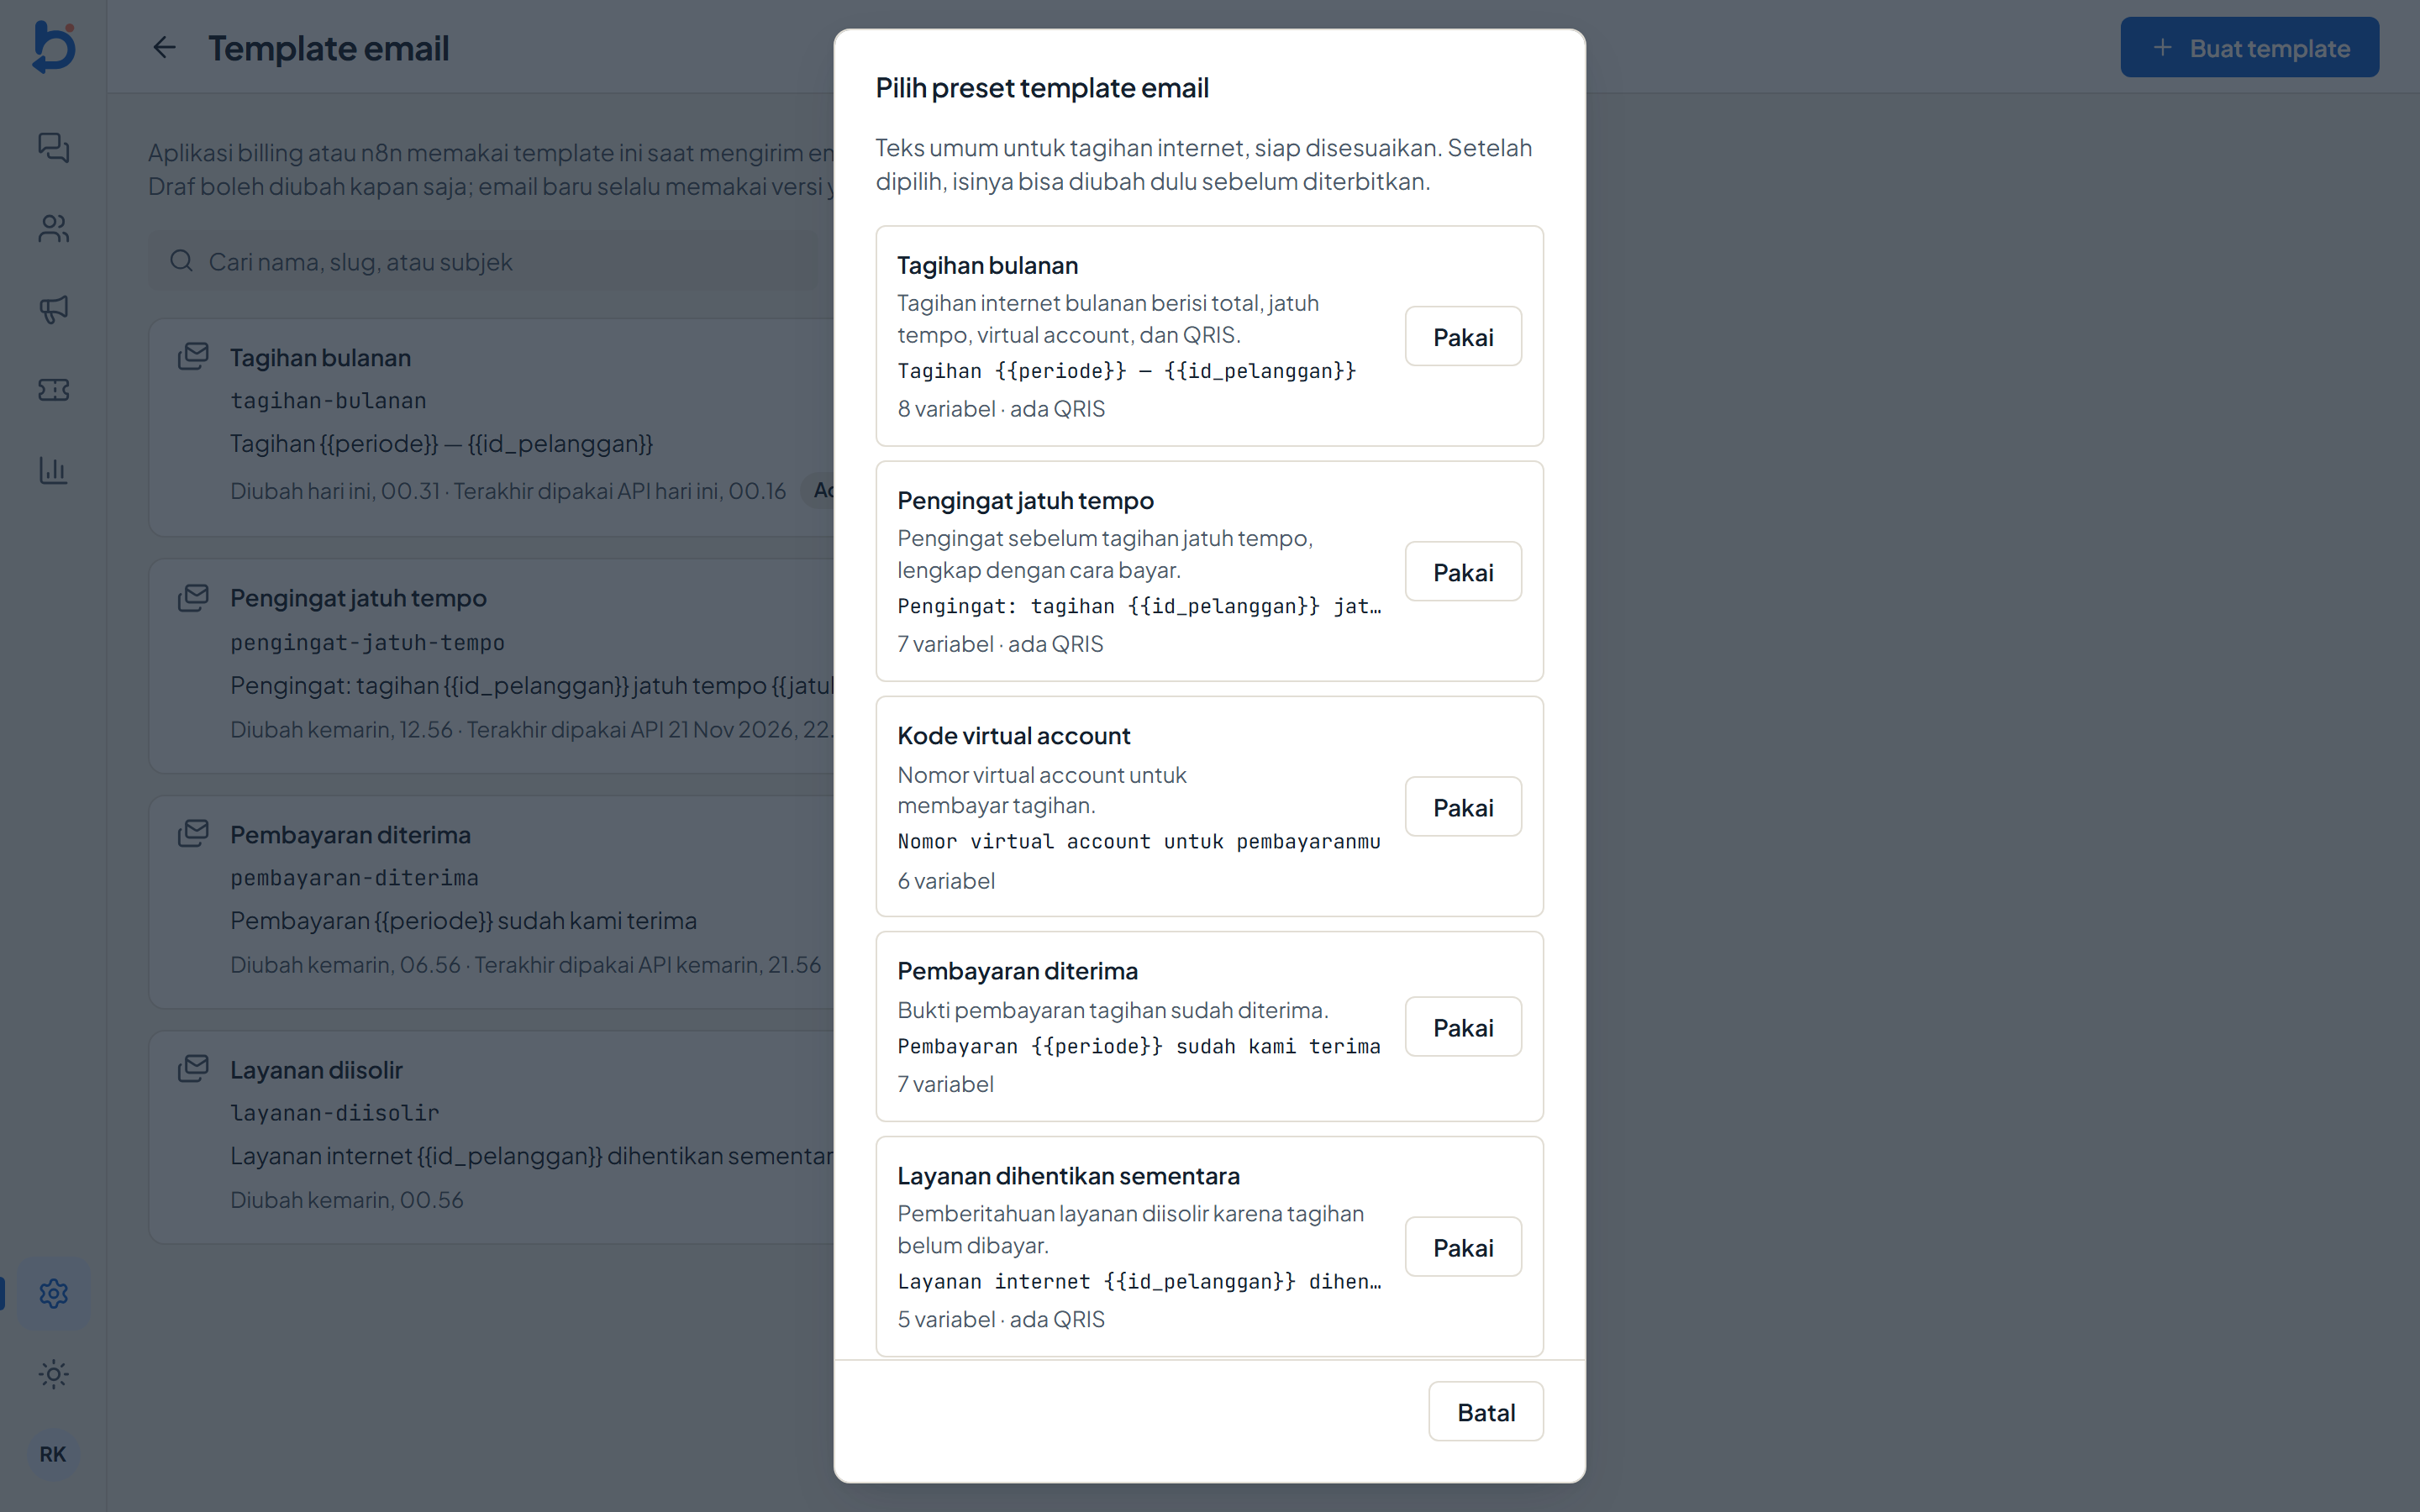 Template email
Buat template
Aplikasi billing atau n8n memakai template ini saat mengirim
Draf boleh diubah kapan saja; email baru selalu memakai versi
Cari nama, slug, atau subjek
Tagihan bulanan
tagihan-bulanan
Tagihan {{periode}} — {{id_pelanggan}}
Diubah hari ini, 00.31 · Terakhir dipakai API hari ini, 00.16
Pengingat jatuh tempo
pengingat-jatuh-tempo
Pengingat: tagihan {{id_pelanggan}} jatuh tempo
Diubah kemarin, 12.56 · Terakhir dipakai API 21 Nov 2026, 22.
Pembayaran diterima
pembayaran-diterima
Pembayaran {{periode}} sudah kami terima
Diubah kemarin, 06.56 · Terakhir dipakai API kemarin, 21.56
Layanan diisolir
layanan-diisolir
Layanan internet {{id_pelanggan}} dihentikan
Diubah kemarin, 00.56
RK
Pilih preset template email
Teks umum untuk tagihan internet, siap disesuaikan. Setelah
dipilih, isinya bisa diubah dulu sebelum diterbitkan.
Tagihan bulanan
Tagihan internet bulanan berisi total, jatuh
tempo, virtual account, dan QRIS.
Tagihan {{periode}} — {{id_pelanggan}}
8 variabel · ada QRIS
Pakai
Pengingat jatuh tempo
Pengingat sebelum tagihan jatuh tempo,
lengkap dengan cara bayar.
Pengingat: tagihan {{id_pelanggan}} jat…
7 variabel · ada QRIS
Pakai
Kode virtual account
Nomor virtual account untuk
membayar tagihan.
Nomor virtual account untuk pembayaranmu
6 variabel
Pakai
Pembayaran diterima
Bukti pembayaran tagihan sudah diterima.
Pembayaran {{periode}} sudah kami terima
7 variabel
Pakai
Layanan dihentikan sementara
Pemberitahuan layanan diisolir karena tagihan
belum dibayar.
Layanan internet {{id_pelanggan}} dihen…
5 variabel · ada QRIS
Pakai
Batal